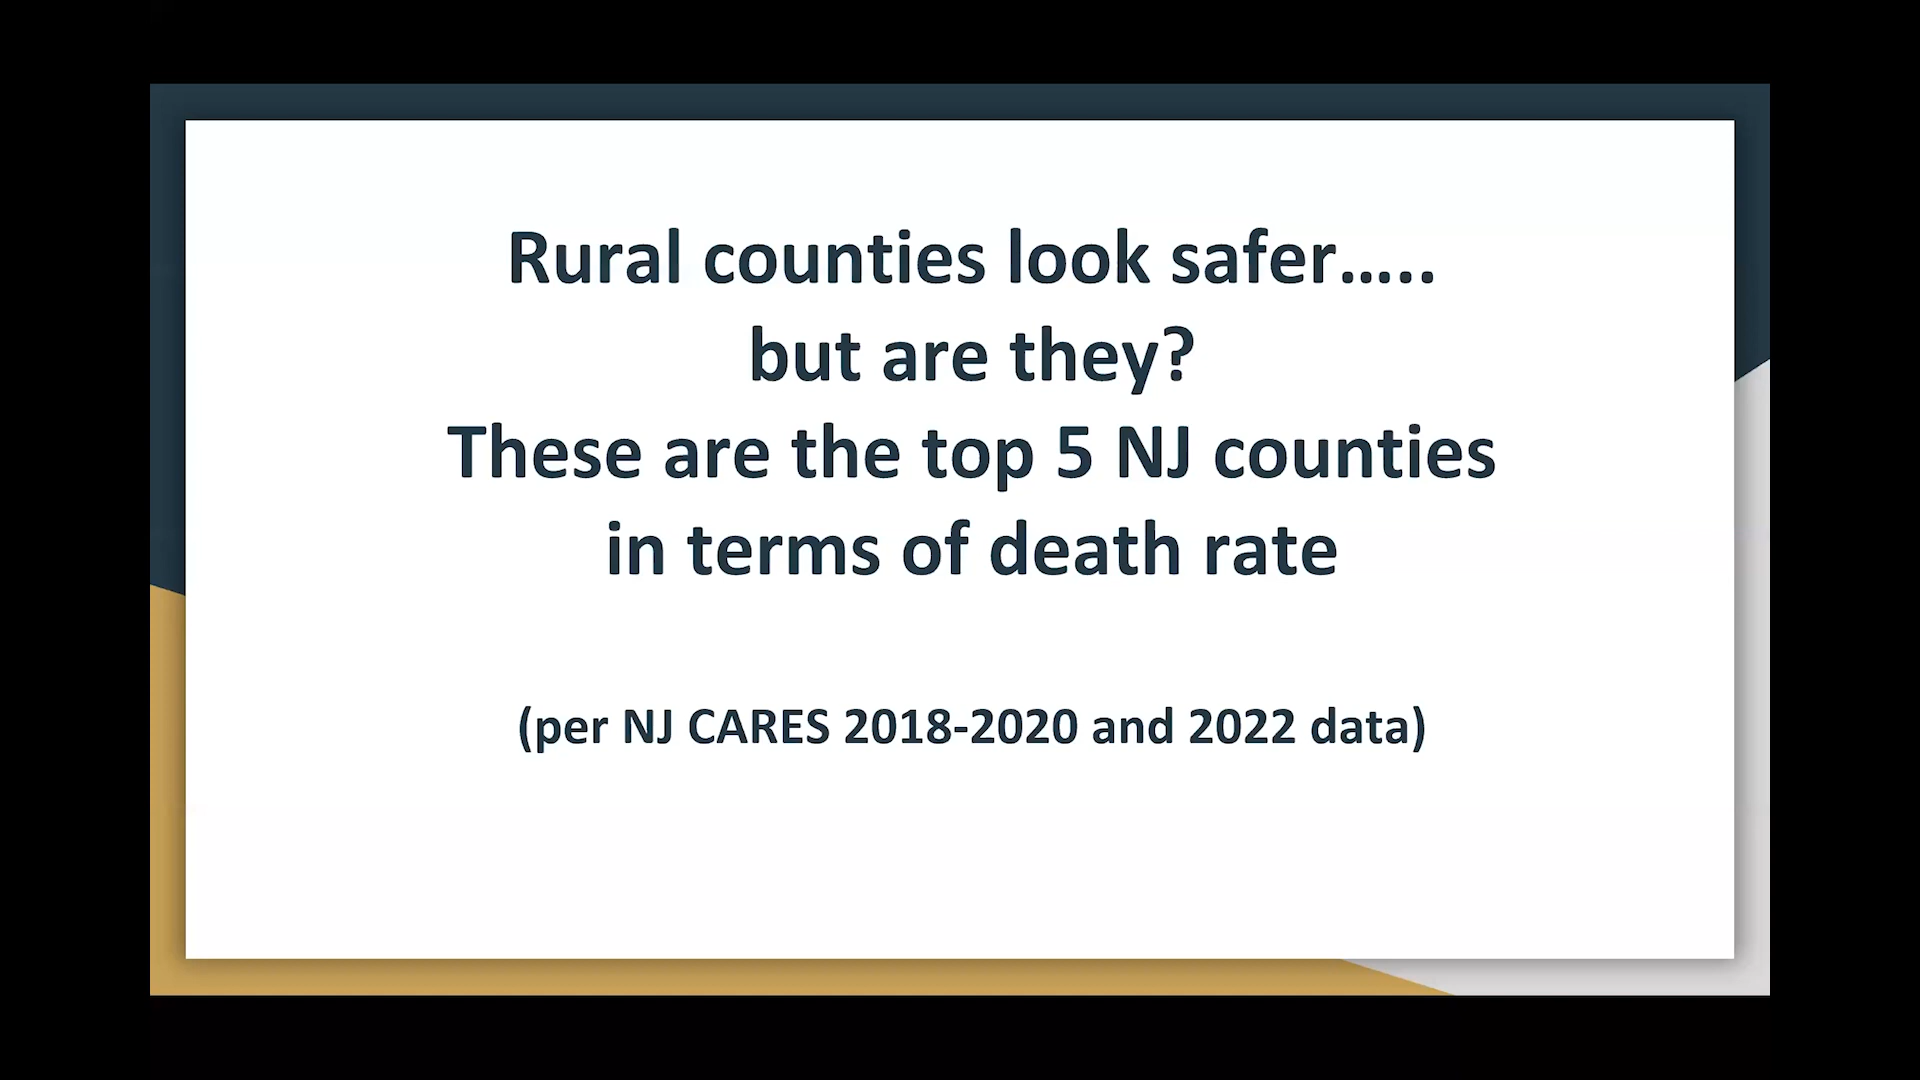 Rural counties look safer.....
but are they?
These are the top 5 NJ counties
in terms of death rate
(per NJ CARES 2018-2020 and 2022 data)